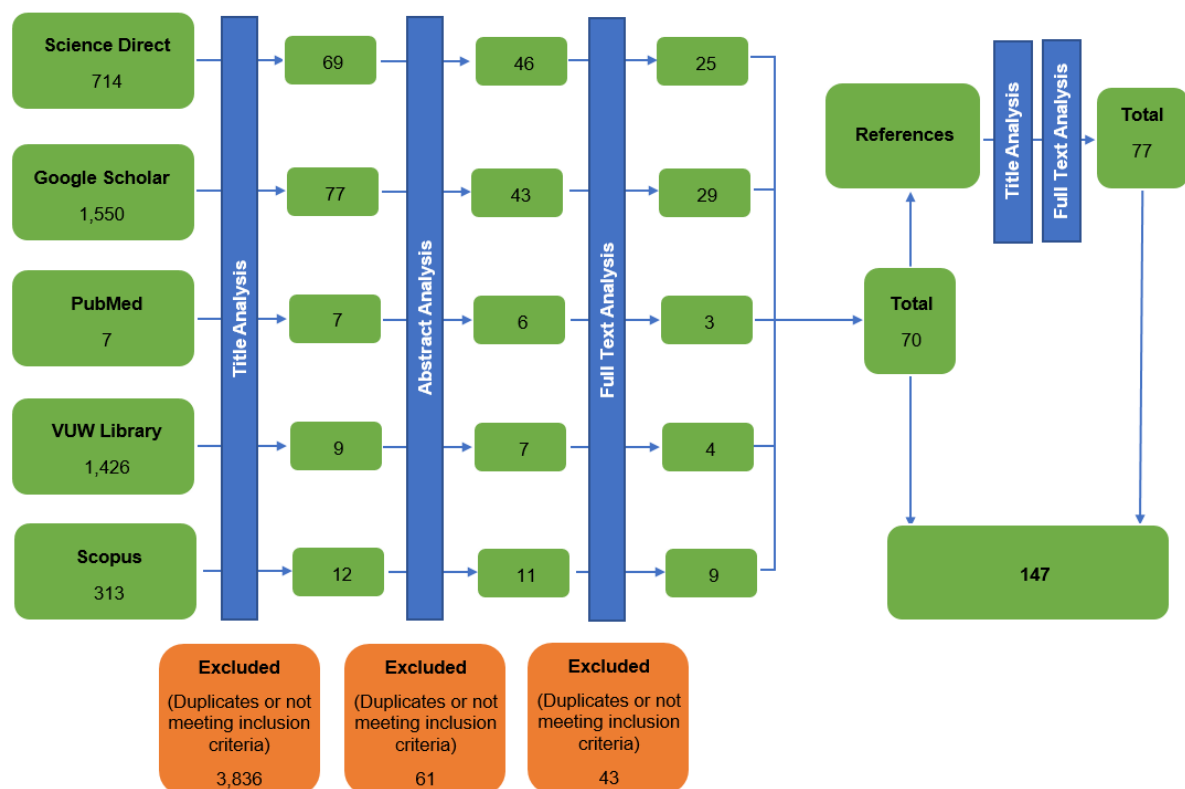 Science Direct
714
69
46
25
Google Scholar
1,550
77
43
29
PubMed
7
7
6
3
VUW Library
1,426
9
7
4
Scopus
313
12
11
9
Title Analysis
Abstract Analysis
Full Text Analysis
Excluded
(Duplicates or not
meeting inclusion
criteria)
3,836
Excluded
(Duplicates or not
meeting inclusion
criteria)
61
Excluded
(Duplicates or not
meeting inclusion
criteria)
43
Total
70
References
Title Analysis
Full Text Analysis
Total
77
147